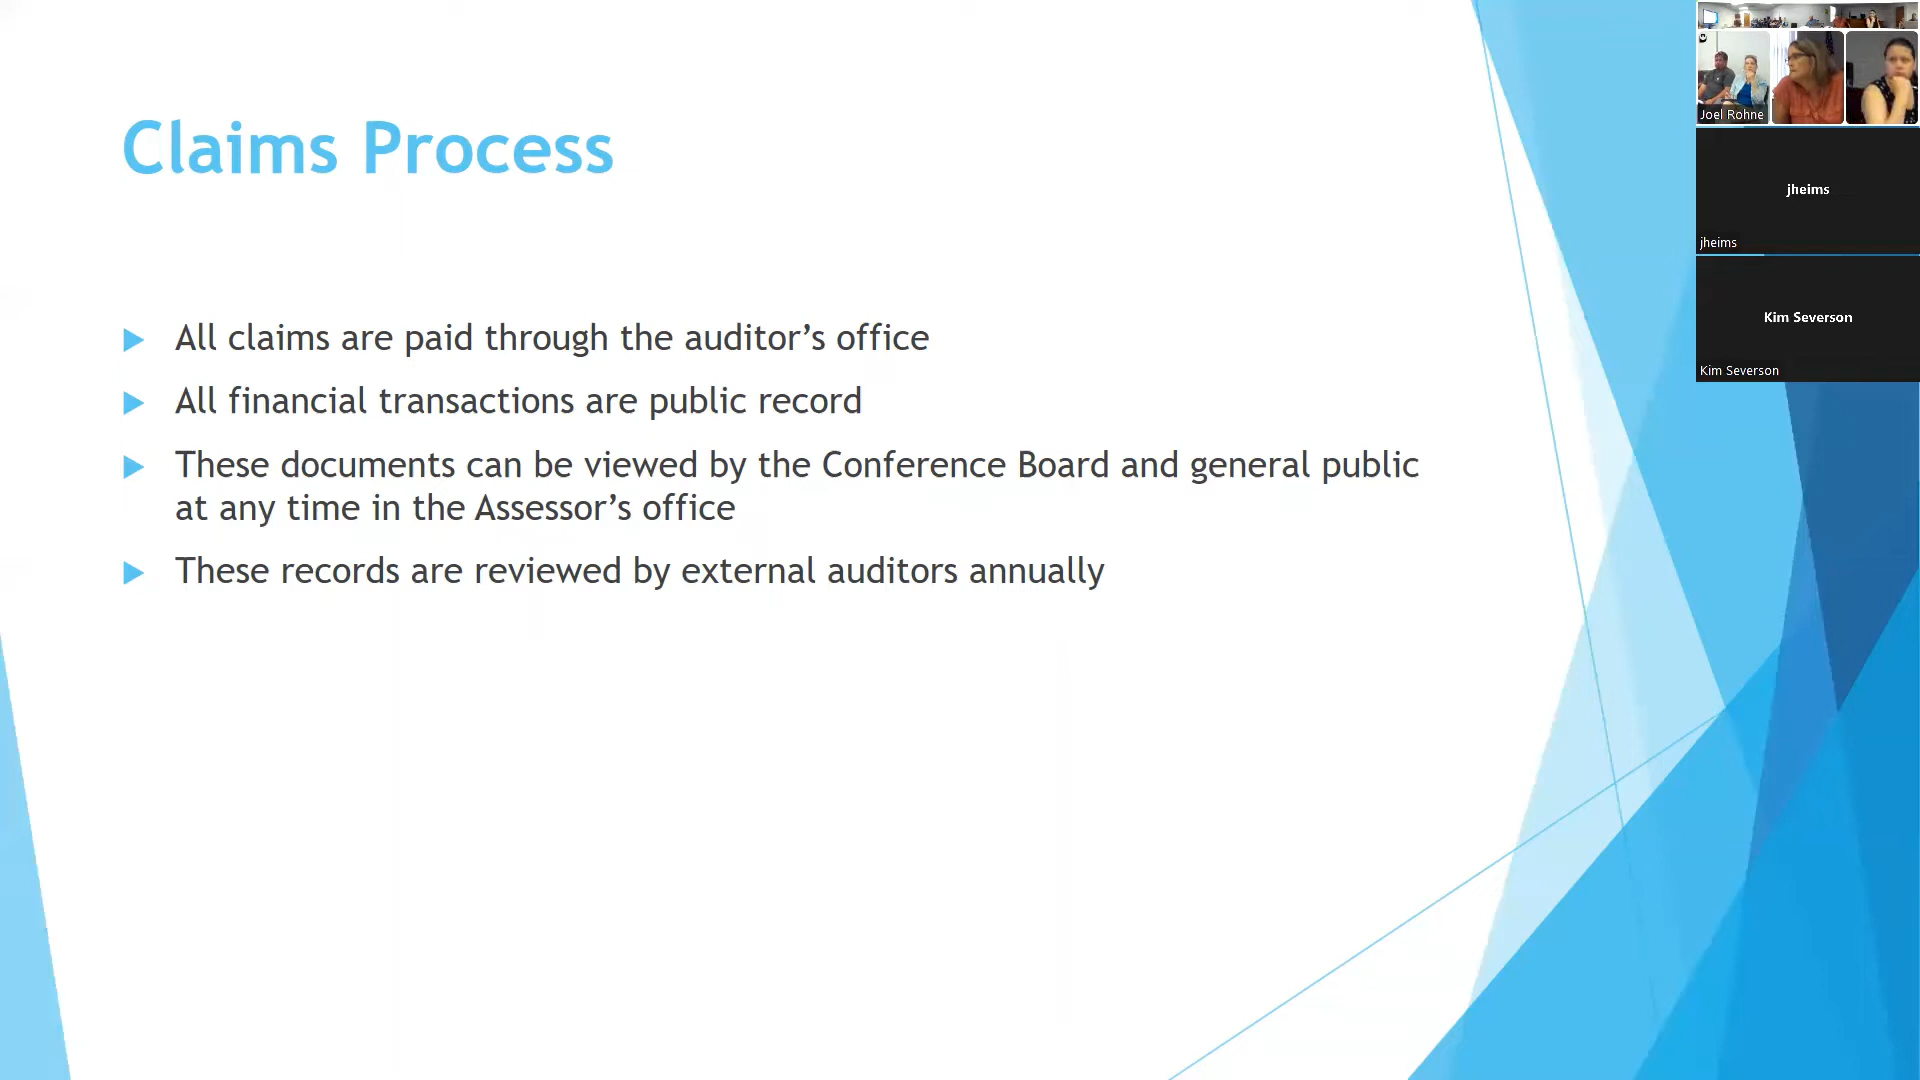 Claims Process
All claims are paid through the auditor’s office
All financial transactions are public record
These documents can be viewed by the Conference Board and general public
at any time in the Assessor’s office
These records are reviewed by external auditors annually
Joel Rohne
jheims
jheims
Kim Severson
Kim Severson